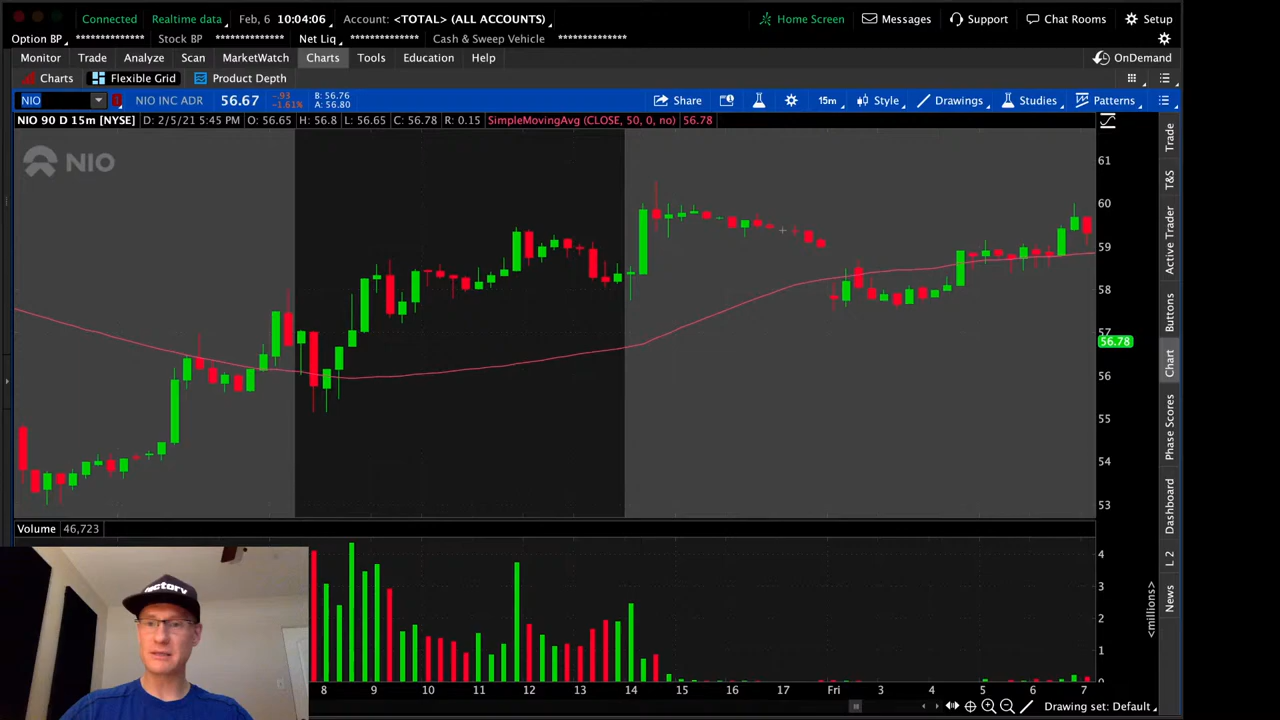 Connected Realtime data Feb, 6 10:04:06 Account: <TOTAL> (ALL ACCOUNTS) Home Screen Messages Support Chat Rooms Setup
Option BP ************** Stock BP ************** Net Liq ************** Cash & Sweep Vehicle **************
Monitor Trade Analyze Scan MarketWatch Charts Tools Education Help OnDemand
Charts Flexible Grid Product Depth
NIO NIO INC ADR 56.67 -.93 -1.61% B: 56.76 A: 56.80 Share 15m Style Drawings Studies Patterns
NIO 90 D 15m [NYSE] D: 2/5/21 5:45 PM O: 56.65 H: 56.8 L: 56.65 C: 56.78 R: 0.15 SimpleMovingAvg (CLOSE, 50, 0, no) 56.78
NIO
61
60
59
58
57
56.78
56
55
54
53
Trade
T&S
Active Trader
Buttons
Chart
Phase Scores
Dashboard
L 2
News
Volume 46,723
4
3
2
1
<millions>
0
8 9 10 11 12 13 14 15 16 17 Fri 3 4 5 6 7
Drawing set: Default